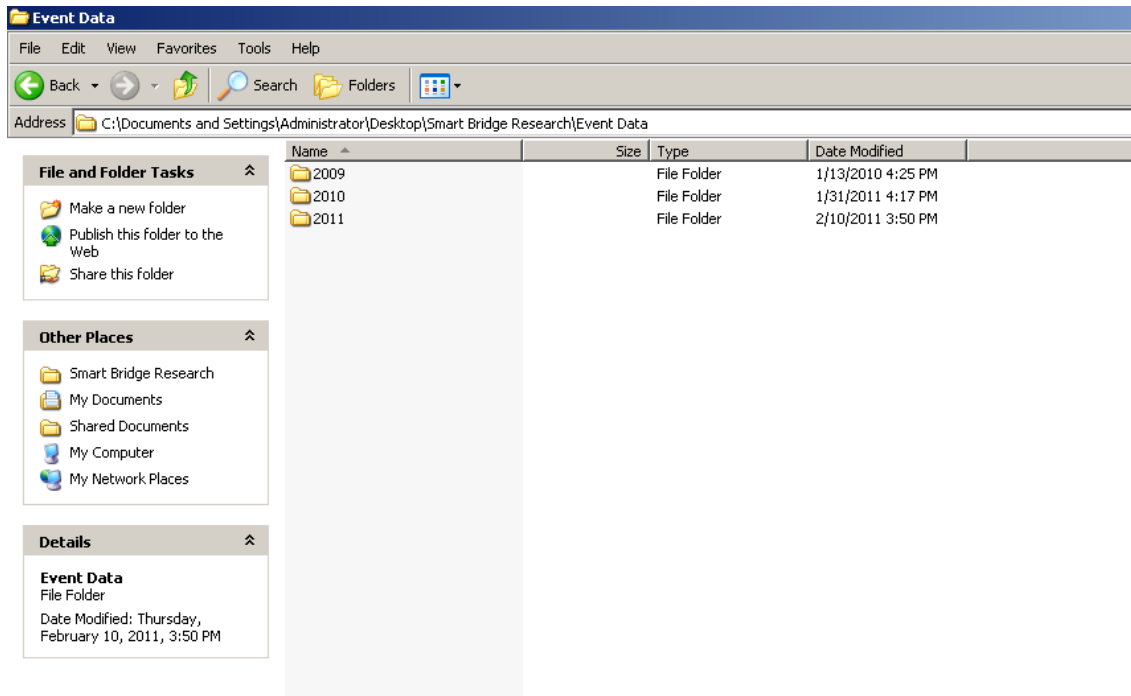 Event Data
File Edit View Favorites Tools Help
Back Search Folders
Address C:\Documents and Settings\Administrator\Desktop\Smart Bridge Research\Event Data
File and Folder Tasks
Make a new folder
Publish this folder to the
Web
Share this folder
Other Places
Smart Bridge Research
My Documents
Shared Documents
My Computer
My Network Places
Details
Event Data
File Folder
Date Modified: Thursday,
February 10, 2011, 3:50 PM
Name Size Type Date Modified
2009 File Folder 1/13/2010 4:25 PM
2010 File Folder 1/31/2011 4:17 PM
2011 File Folder 2/10/2011 3:50 PM